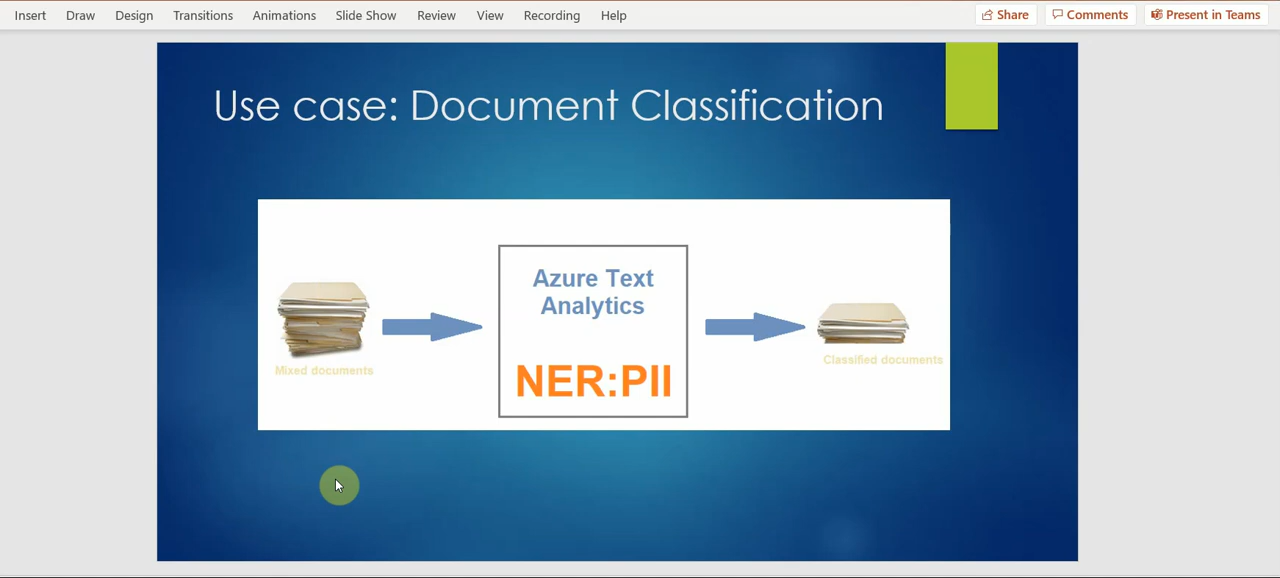 Insert Draw Design Transitions Animations Slide Show Review View Recording Help Share Comments Present in Teams
Use case: Document Classification
Azure Text
Analytics
NER:PII
Mixed documents
Classified documents